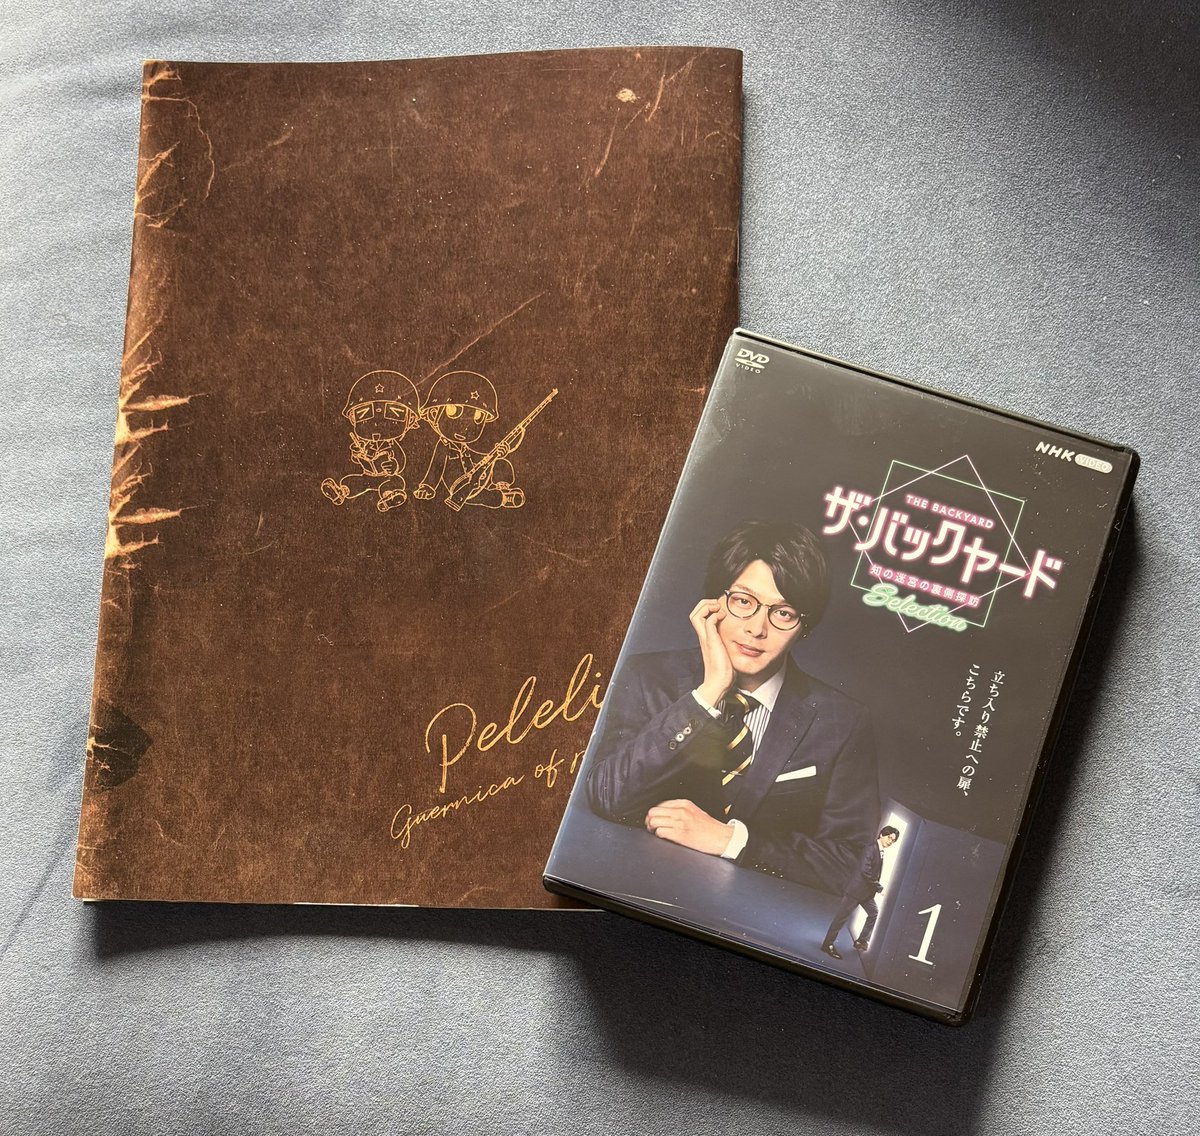 Peleli
Guernica of
DVD
VIDEO
NHK VIDEO
THE BACKYARD
ザ・バックヤード
知の迷宮の裏側探訪
Selection
立ち入り禁止への扉、
こちらです。
1